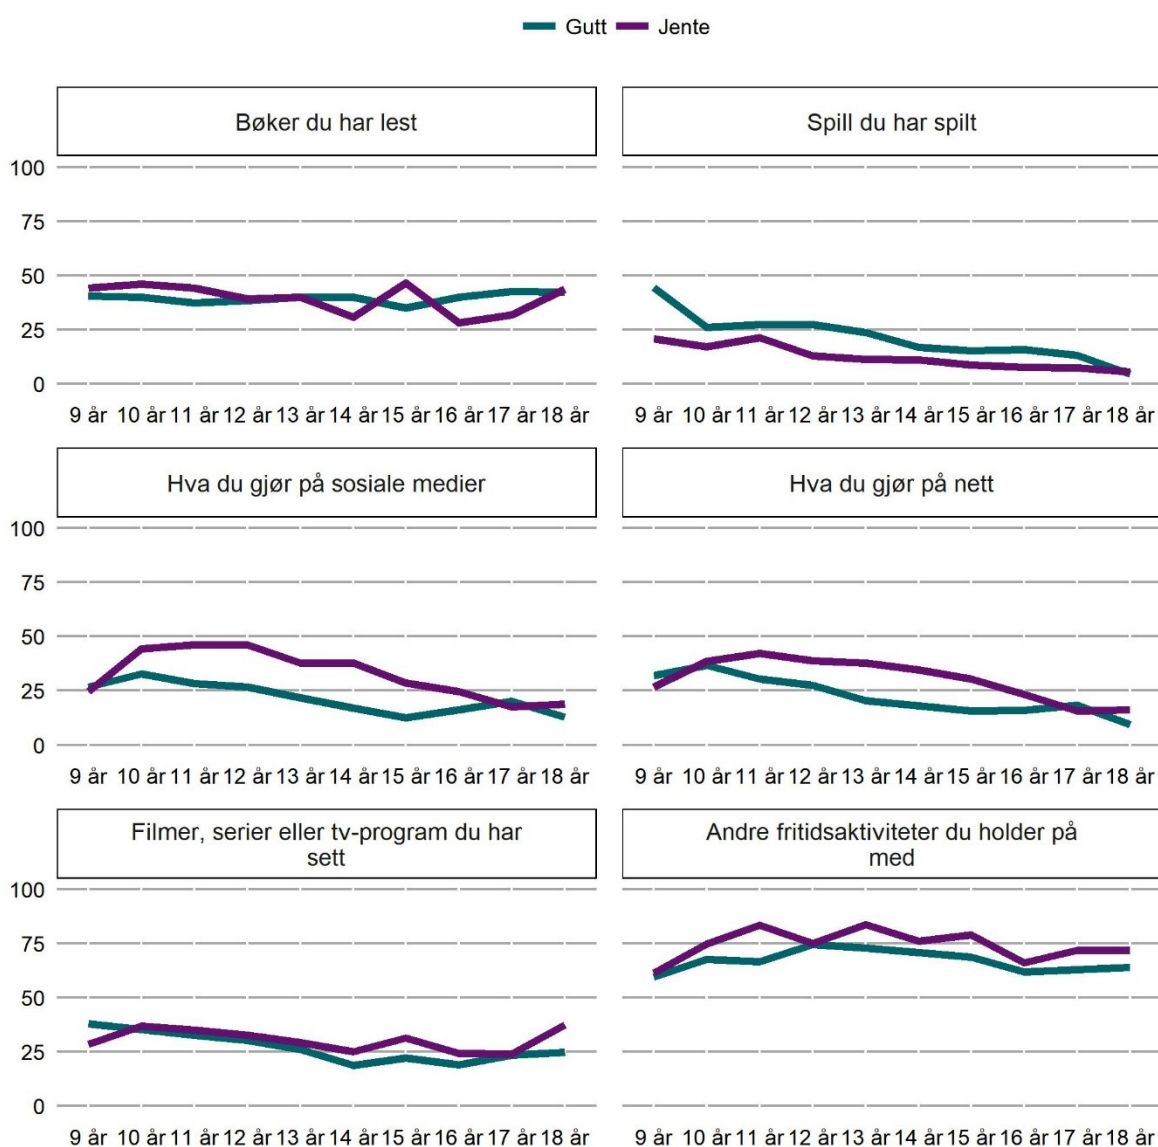 Gutt Jente
Bøker du har lest
100
75
50
25
0
9 år 10 år 11 år 12 år 13 år 14 år 15 år 16 år 17 år 18 år
Spill du har spilt
9 år 10 år 11 år 12 år 13 år 14 år 15 år 16 år 17 år 18 år
Hva du gjør på sosiale medier
100
75
50
25
0
9 år 10 år 11 år 12 år 13 år 14 år 15 år 16 år 17 år 18 år
Hva du gjør på nett
9 år 10 år 11 år 12 år 13 år 14 år 15 år 16 år 17 år 18 år
Filmer, serier eller tv-program du har
sett
100
75
50
25
0
9 år 10 år 11 år 12 år 13 år 14 år 15 år 16 år 17 år 18 år
Andre fritidsaktiviteter du holder på
med
9 år 10 år 11 år 12 år 13 år 14 år 15 år 16 år 17 år 18 år